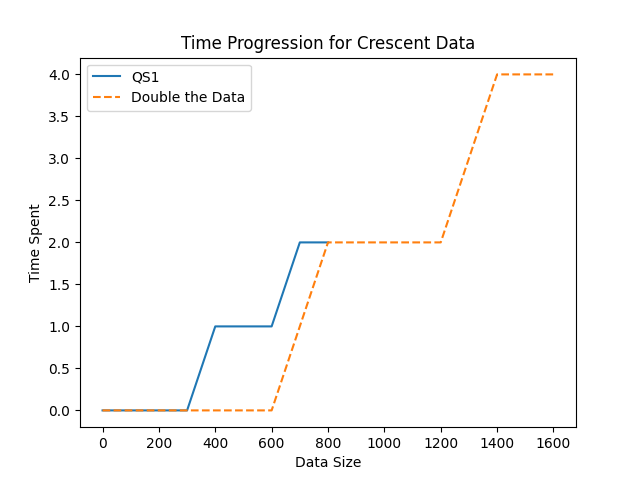 Time Progression for Crescent Data
QS1
Double the Data
Time Spent
4.0
3.5
3.0
2.5
2.0
1.5
1.0
0.5
0.0
0 200 400 600 800 1000 1200 1400 1600
Data Size